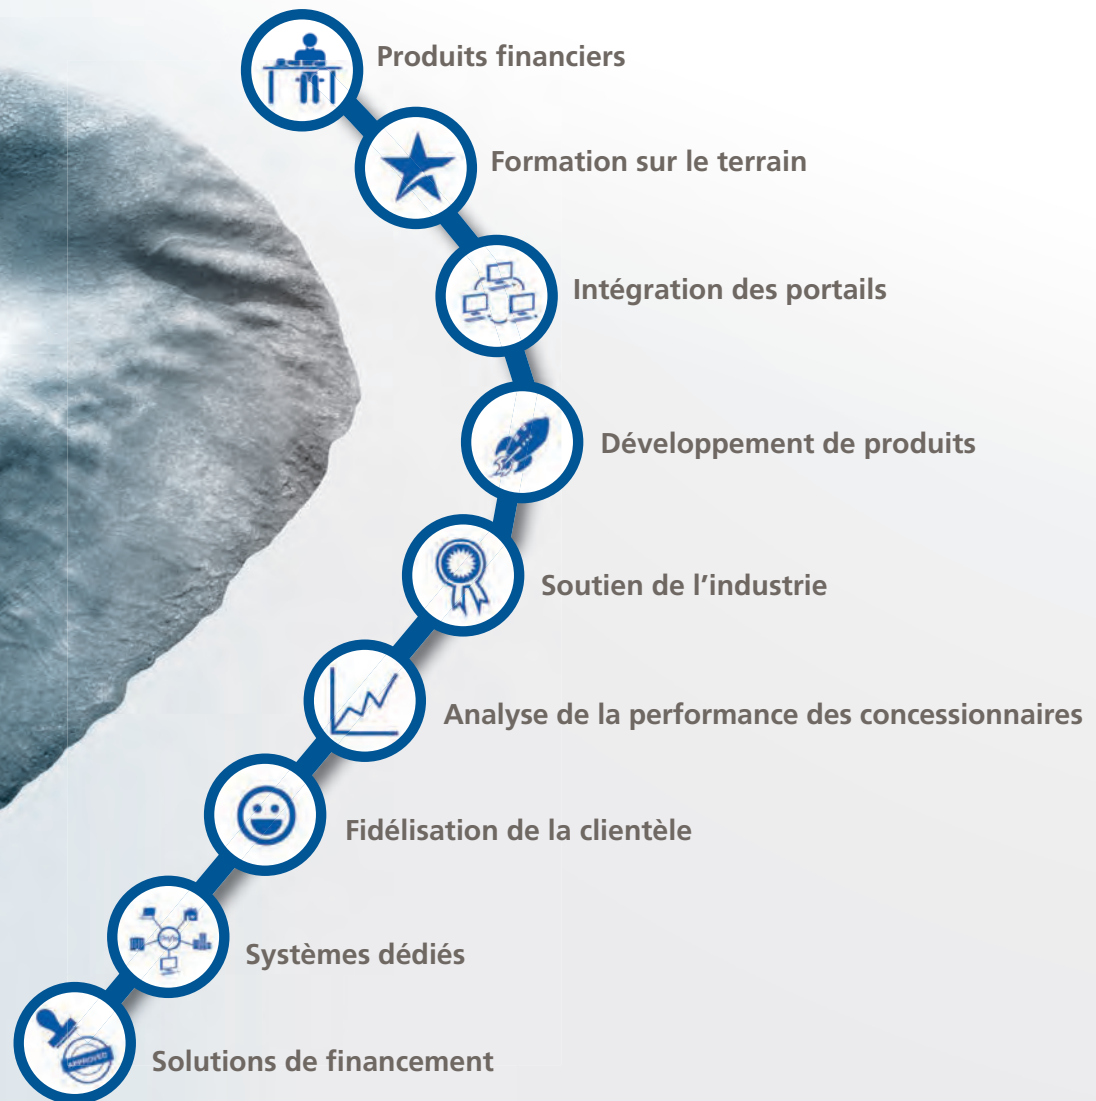 Produits financiers
Formation sur le terrain
Intégration des portails
Développement de produits
Soutien de l’industrie
Analyse de la performance des concessionnaires
Fidélisation de la clientèle
Systèmes dédiés
Solutions de financement
APPROVED